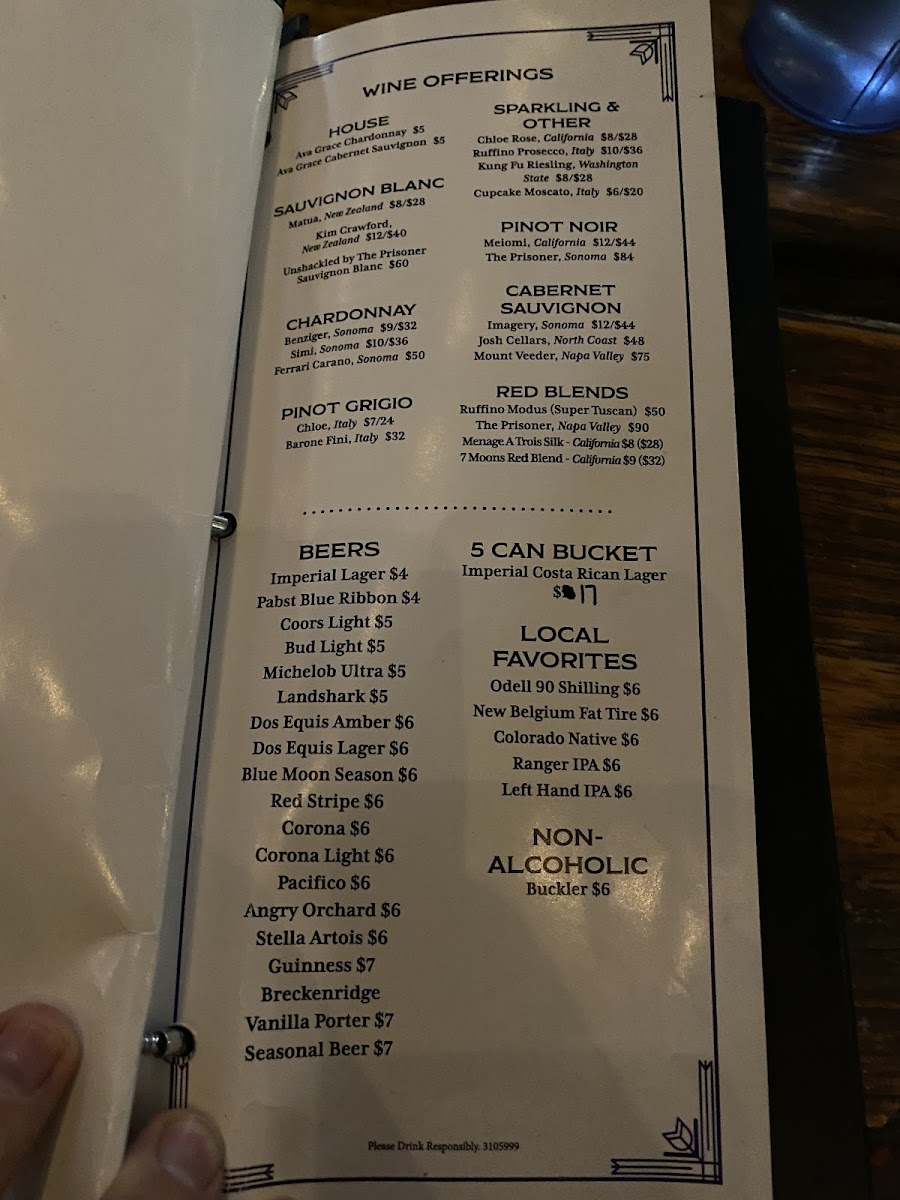 WINE OFFERINGS
HOUSE
Ava Grace Chardonnay $5
Ava Grace Cabernet Sauvignon $5
SAUVIGNON BLANC
Matua, New Zealand $8/$28
Kim Crawford,
New Zealand $12/$40
Unshackled by The Prisoner
Sauvignon Blanc $60
CHARDONNAY
Benziger, Sonoma $9/$32
Simi, Sonoma $10/$36
Ferrari Carano, Sonoma $50
PINOT GRIGIO
Chloe, Italy $7/24
Barone Fini, Italy $32
SPARKLING &
OTHER
Chloe Rose, California $8/$28
Ruffino Prosecco, Italy $10/$36
Kung Fu Riesling, Washington
State $8/$28
Cupcake Moscato, Italy $6/$20
PINOT NOIR
Meiomi, California $12/$44
The Prisoner, Sonoma $84
CABERNET
SAUVIGNON
Imagery, Sonoma $12/$44
Josh Cellars, North Coast $48
Mount Veeder, Napa Valley $75
RED BLENDS
Ruffino Modus (Super Tuscan) $50
The Prisoner, Napa Valley $90
Menage A Trois Silk - California $8 ($28)
7 Moons Red Blend - California $9 ($32)
BEERS
Imperial Lager $4
Pabst Blue Ribbon $4
Coors Light $5
Bud Light $5
Michelob Ultra $5
Landshark $5
Dos Equis Amber $6
Dos Equis Lager $6
Blue Moon Season $6
Red Stripe $6
Corona $6
Corona Light $6
Pacifico $6
Angry Orchard $6
Stella Artois $6
Guinness $7
Breckenridge
Vanilla Porter $7
Seasonal Beer $7
5 CAN BUCKET
Imperial Costa Rican Lager
$17
LOCAL
FAVORITES
Odell 90 Shilling $6
New Belgium Fat Tire $6
Colorado Native $6
Ranger IPA $6
Left Hand IPA $6
NON-
ALCOHOLIC
Buckler $6
Please Drink Responsibly. 3105999